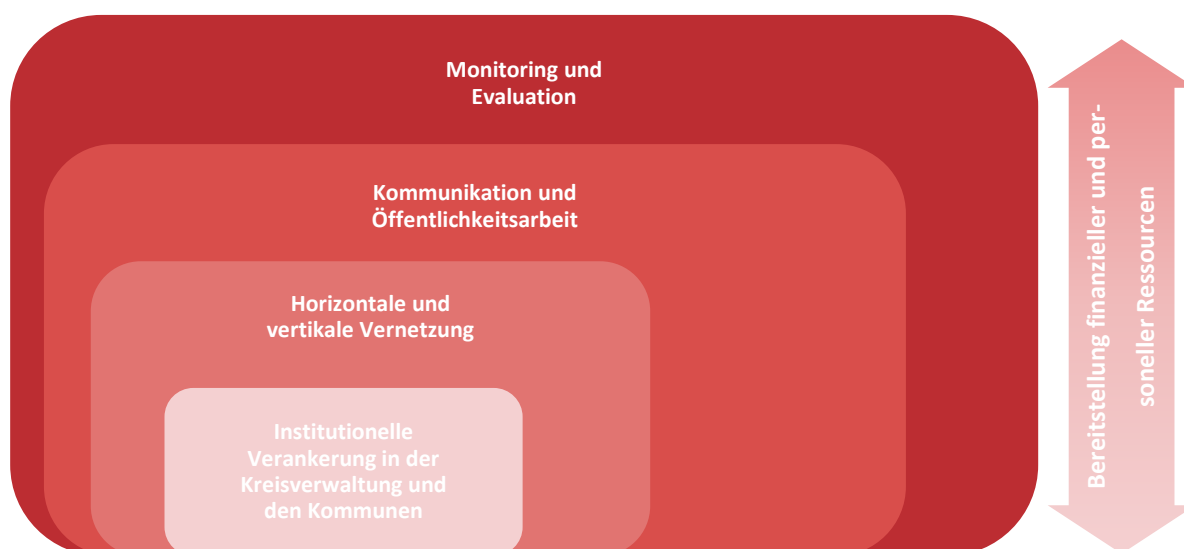 Monitoring und
Evaluation
Kommunikation und
Öffentlichkeitsarbeit
Horizontale und
vertikale Vernetzung
Institutionelle
Verankerung in der
Kreisverwaltung und
den Kommunen
Bereitstellung finanzieller und per-
soneller Ressourcen